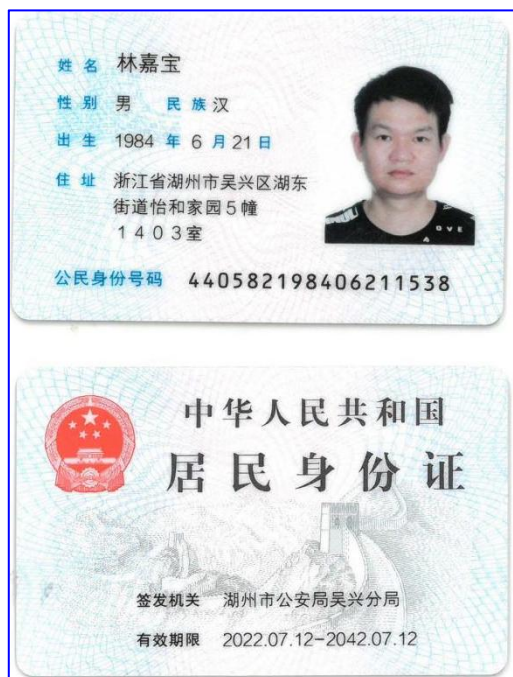 姓 名 林嘉宝
性 别 男 民 族 汉
出 生 1984 年 6 月 21 日
住 址 浙江省湖州市吴兴区湖东
街道怡和家园5幢
1403室
公民身份号码 440582198406211538
中华人民共和国
居民身份证
签发机关 湖州市公安局吴兴分局
有效期限 2022.07.12-2042.07.12